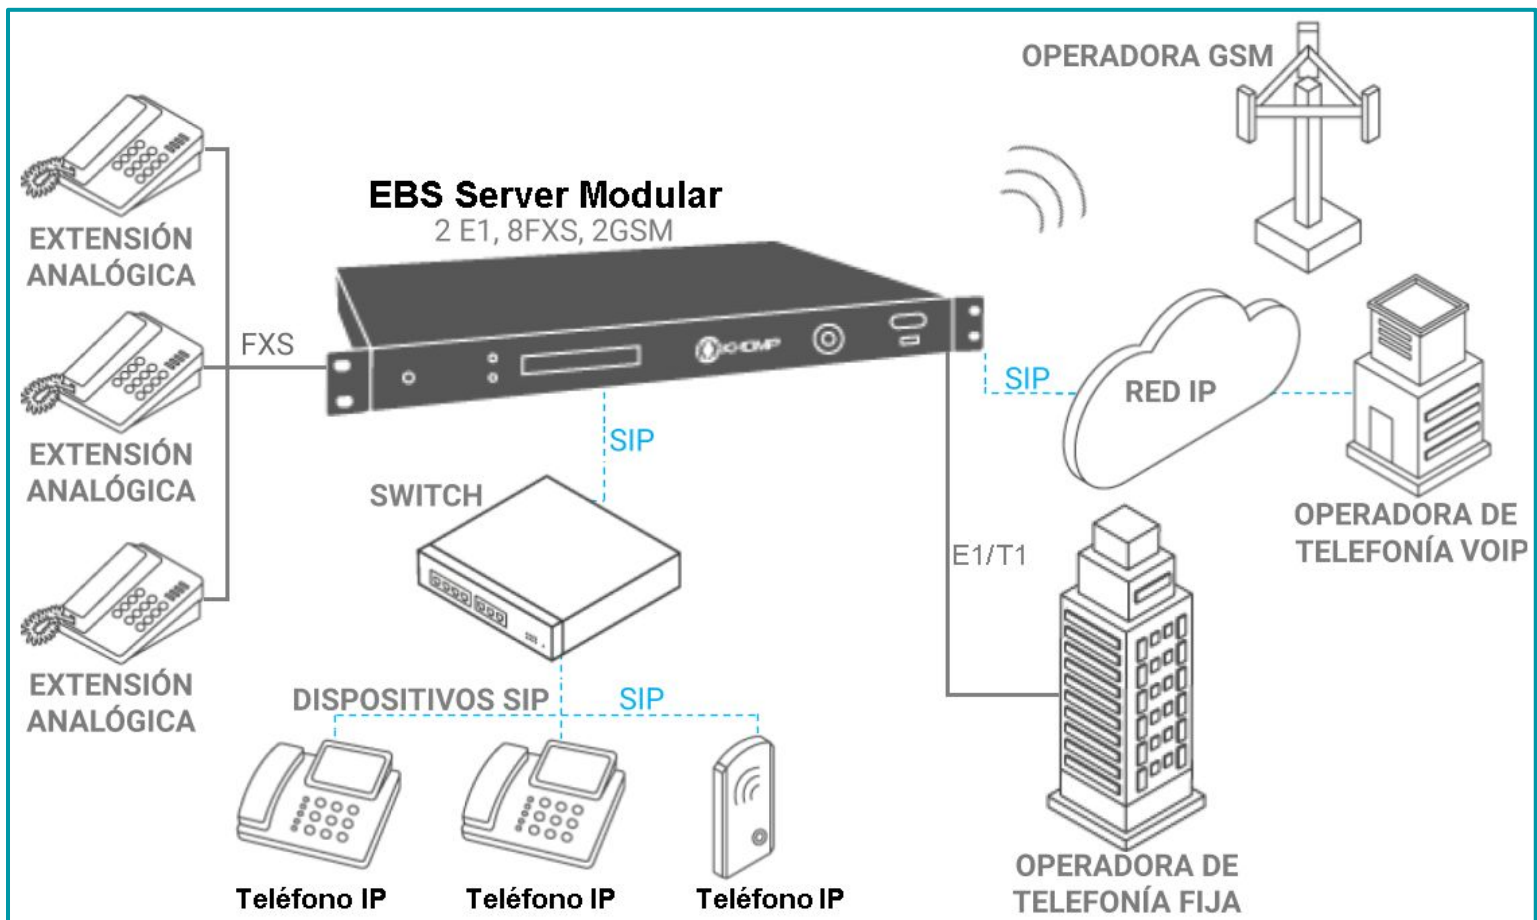 OPERADORA GSM
EBS Server Modular
2 E1, 8FXS, 2GSM
EXTENSIÓN
ANALÓGICA
FXS
KHOMP
SIP
RED IP
EXTENSIÓN
ANALÓGICA
SIP
SWITCH
OPERADORA DE
TELEFONÍA VOIP
E1/T1
EXTENSIÓN
ANALÓGICA
DISPOSITIVOS SIP
SIP
Teléfono IP
Teléfono IP
Teléfono IP
OPERADORA DE
TELEFONÍA FIJA